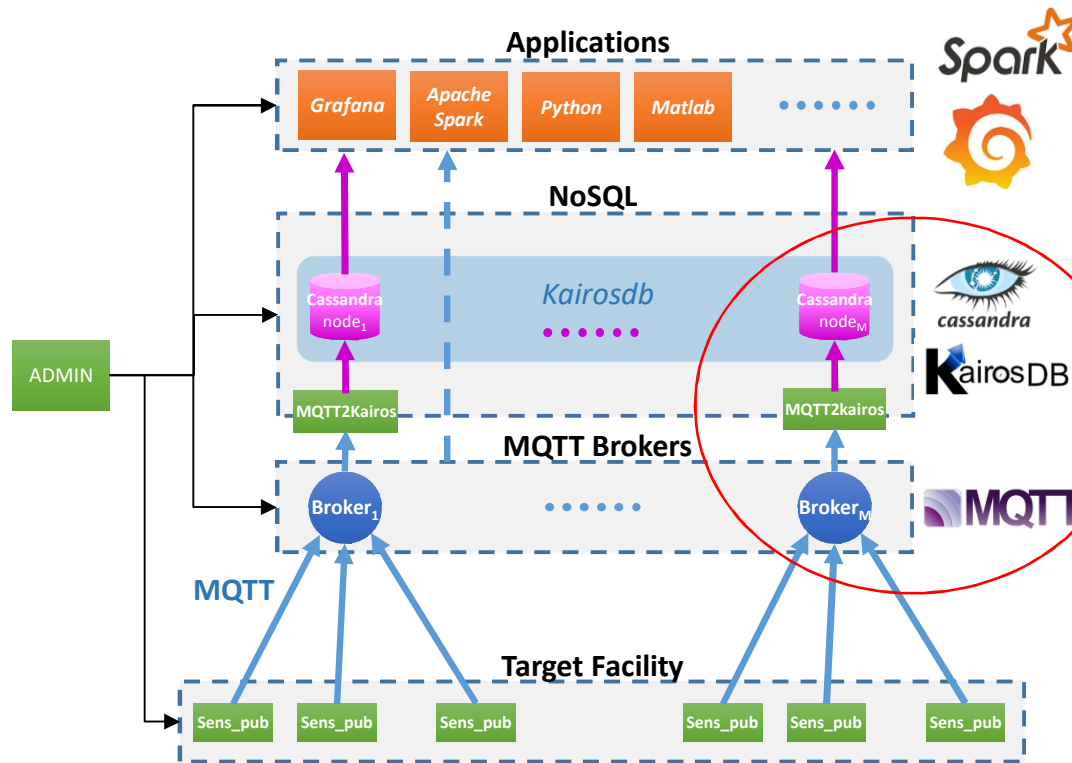 Applications
Spark
Grafana
Apache
Spark
Python
Matlab
NoSQL
Kairosdb
Cassandra
node1
Cassandra
nodeM
cassandra
KairosDB
ADMIN
MQTT2Kairos
MQTT2kairos
MQTT Brokers
Broker1
BrokerM
MQTT
MQTT
Target Facility
Sens_pub
Sens_pub
Sens_pub
Sens_pub
Sens_pub
Sens_pub